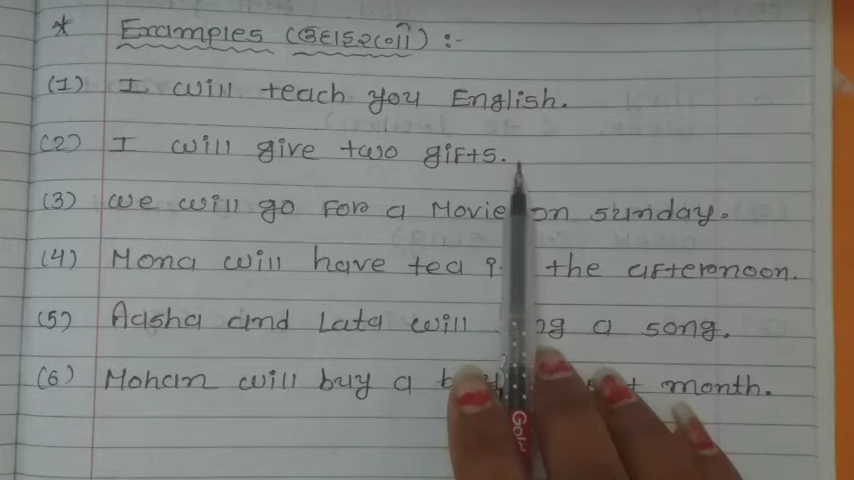 * Examples (ઉદાહરણો) :-
(1) I will teach you English.
(2) I will give two gifts.
(3) We will go For a Movie on sunday.
(4) Mona will have tea the afternoon.
(5) Aasha and Lata will a song.
(6) Mohan will buy a month.